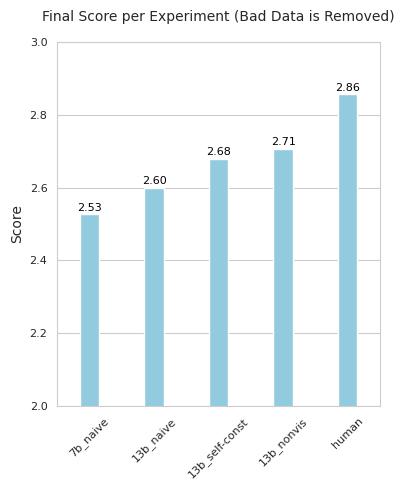 Final Score per Experiment (Bad Data is Removed)
3.0
2.8
2.6
2.4
2.2
2.0
Score
2.53
2.60
2.68
2.71
2.86
7b_naive
13b_naive
13b_self-const
13b_nonvis
human